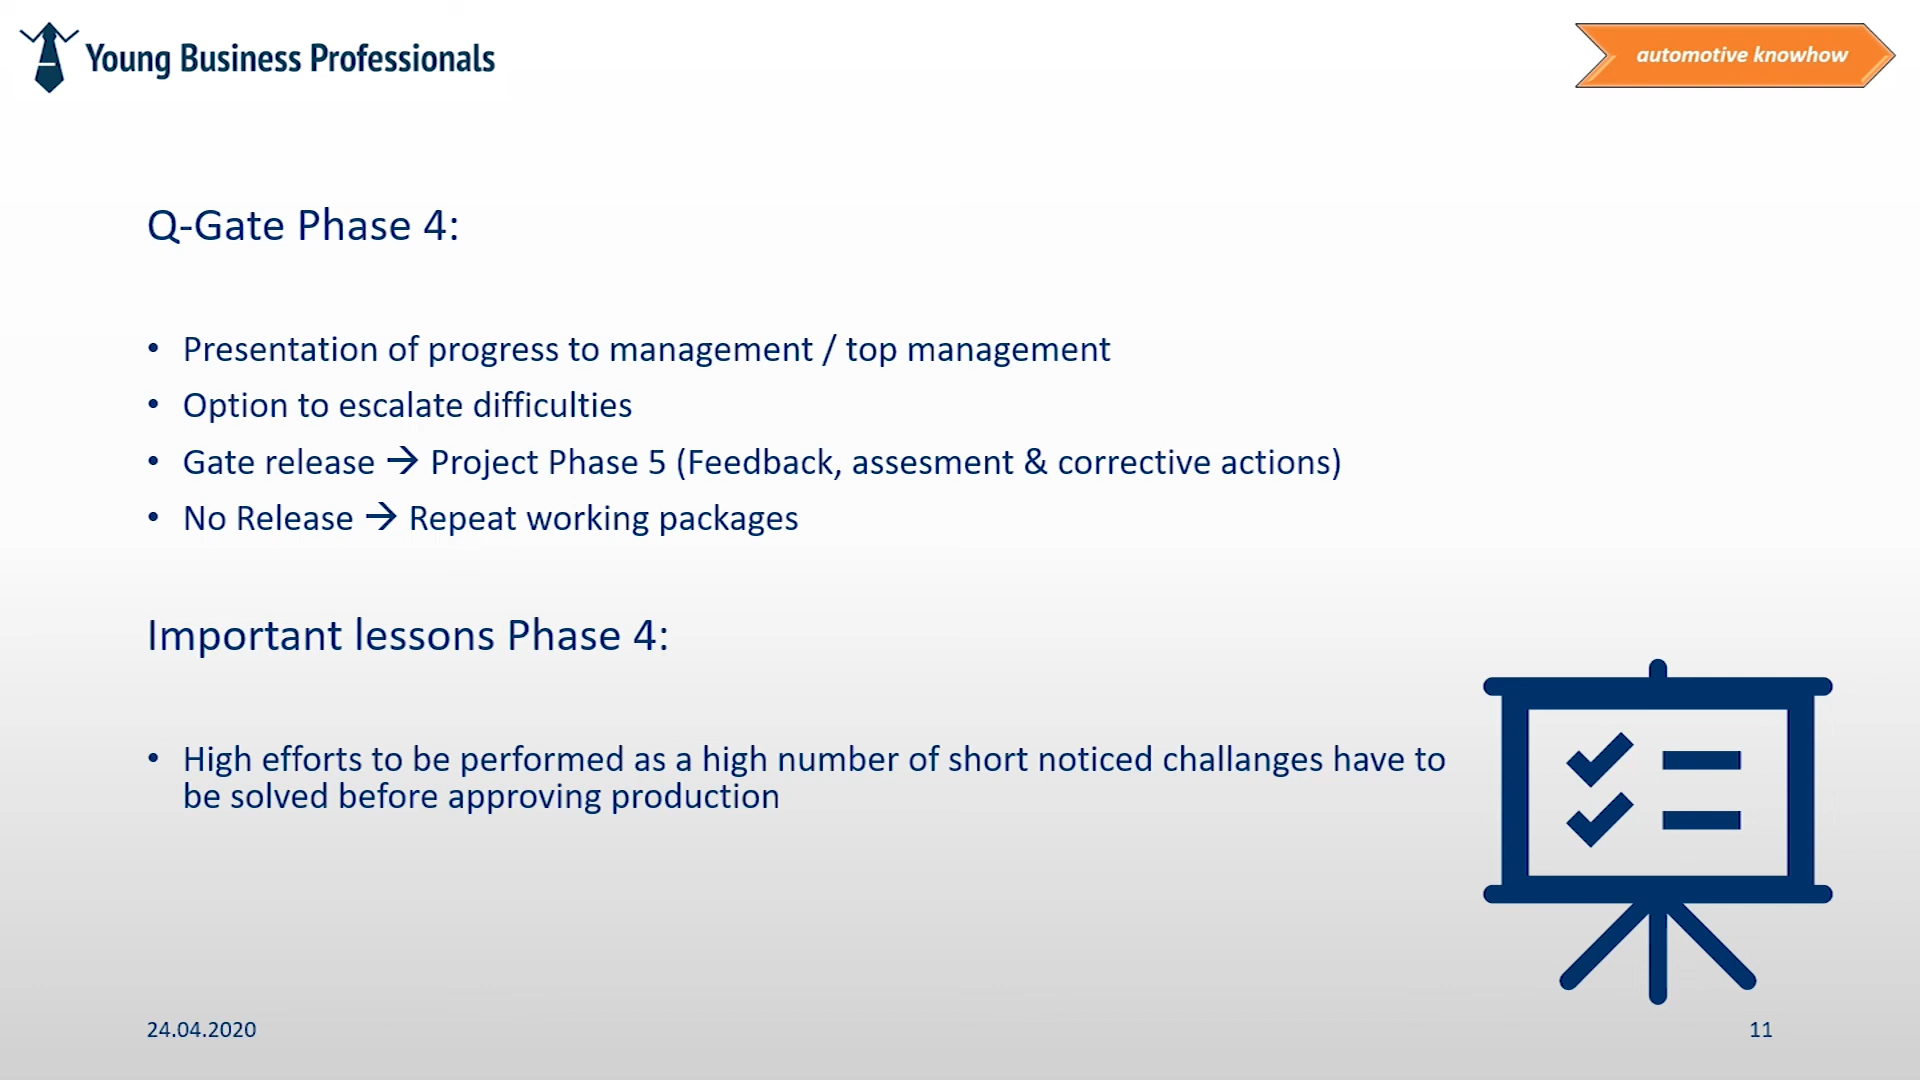 Young Business Professionals
automotive knowhow
Q-Gate Phase 4:
• Presentation of progress to management / top management
• Option to escalate difficulties
• Gate release → Project Phase 5 (Feedback, assesment & corrective actions)
• No Release → Repeat working packages
Important lessons Phase 4:
• High efforts to be performed as a high number of short noticed challanges have to
be solved before approving production
24.04.2020
11